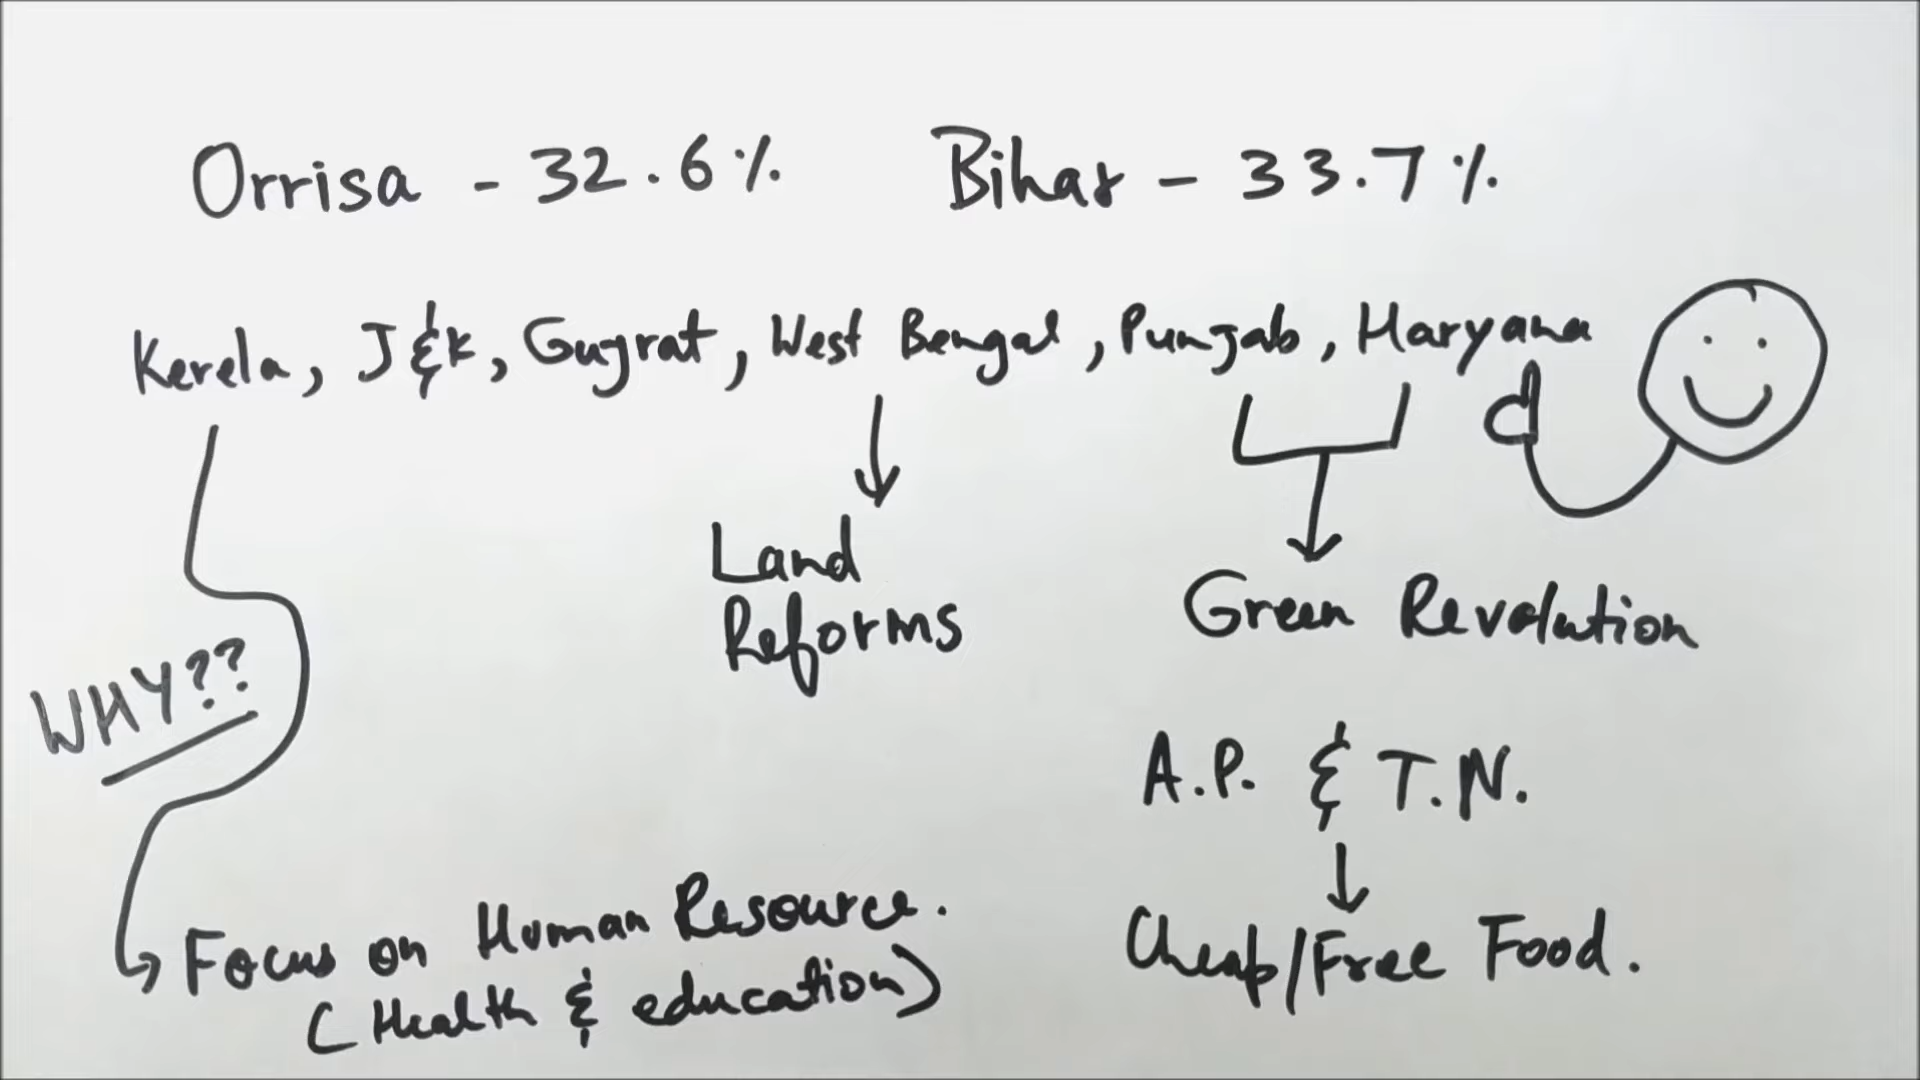 Orrisa - 32.6% Bihar - 33.7%
Kerela, J&K, Gugrat, West Bengal, Punjab, Haryana
Land
Reforms
Green Revolution
WHY??
A.P. & T.N.
Focus on Human Resource.
(Health & education)
Cheap/Free Food.